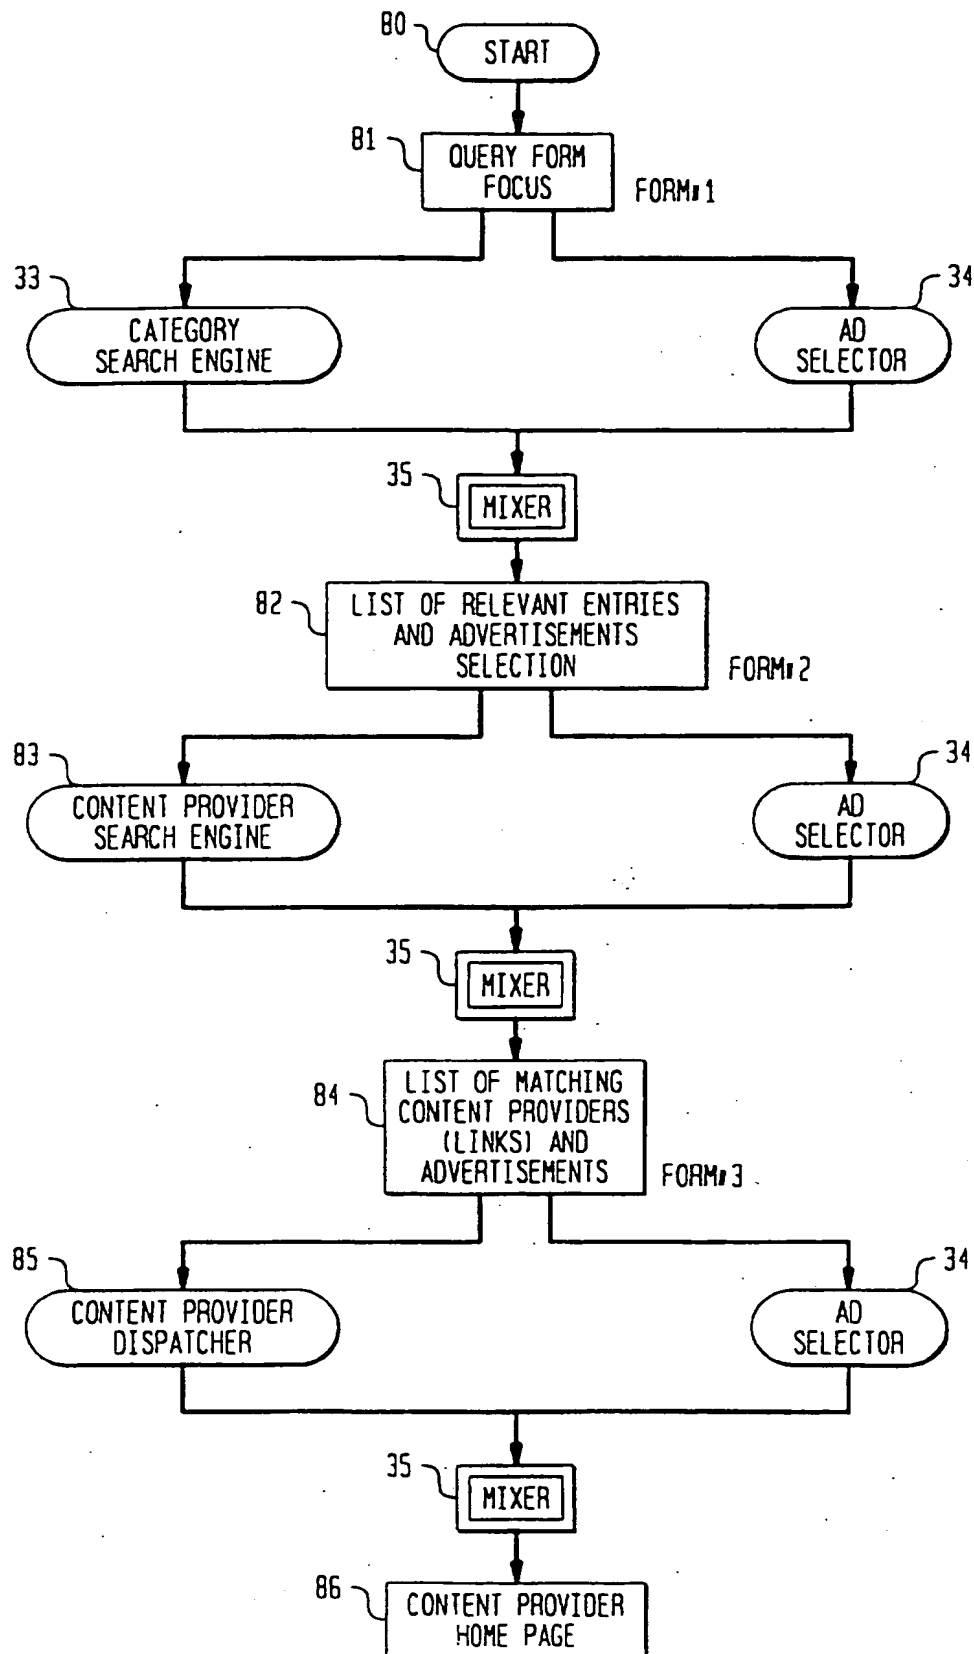 80
START
81
QUERY FORM
FOCUS
FORM#1
33
CATEGORY
SEARCH ENGINE
34
AD
SELECTOR
35
MIXER
82
LIST OF RELEVANT ENTRIES
AND ADVERTISEMENTS
SELECTION
FORM#2
83
CONTENT PROVIDER
SEARCH ENGINE
34
AD
SELECTOR
35
MIXER
84
LIST OF MATCHING
CONTENT PROVIDERS
(LINKS) AND
ADVERTISEMENTS
FORM#3
85
CONTENT PROVIDER
DISPATCHER
34
AD
SELECTOR
35
MIXER
86
CONTENT PROVIDER
HOME PAGE